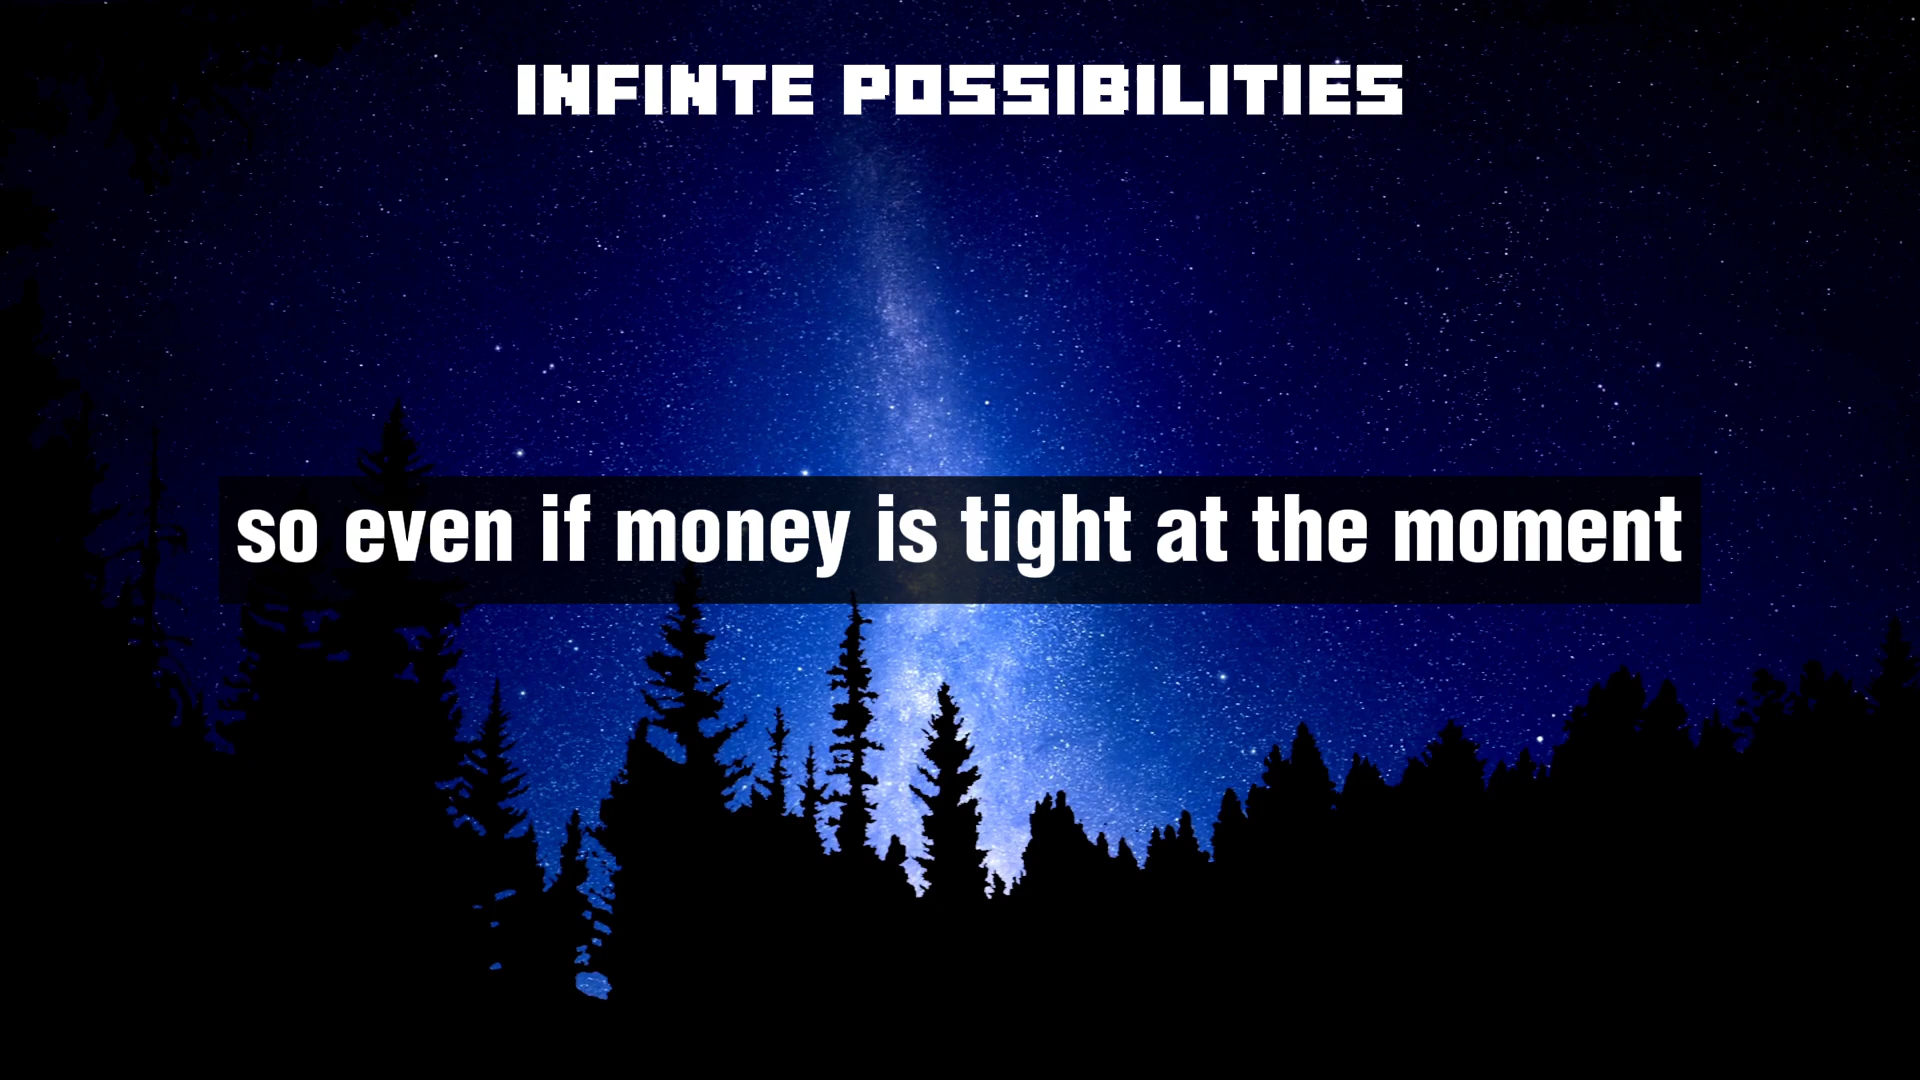 INFINTE POSSIBILITIES
so even if money is tight at the moment